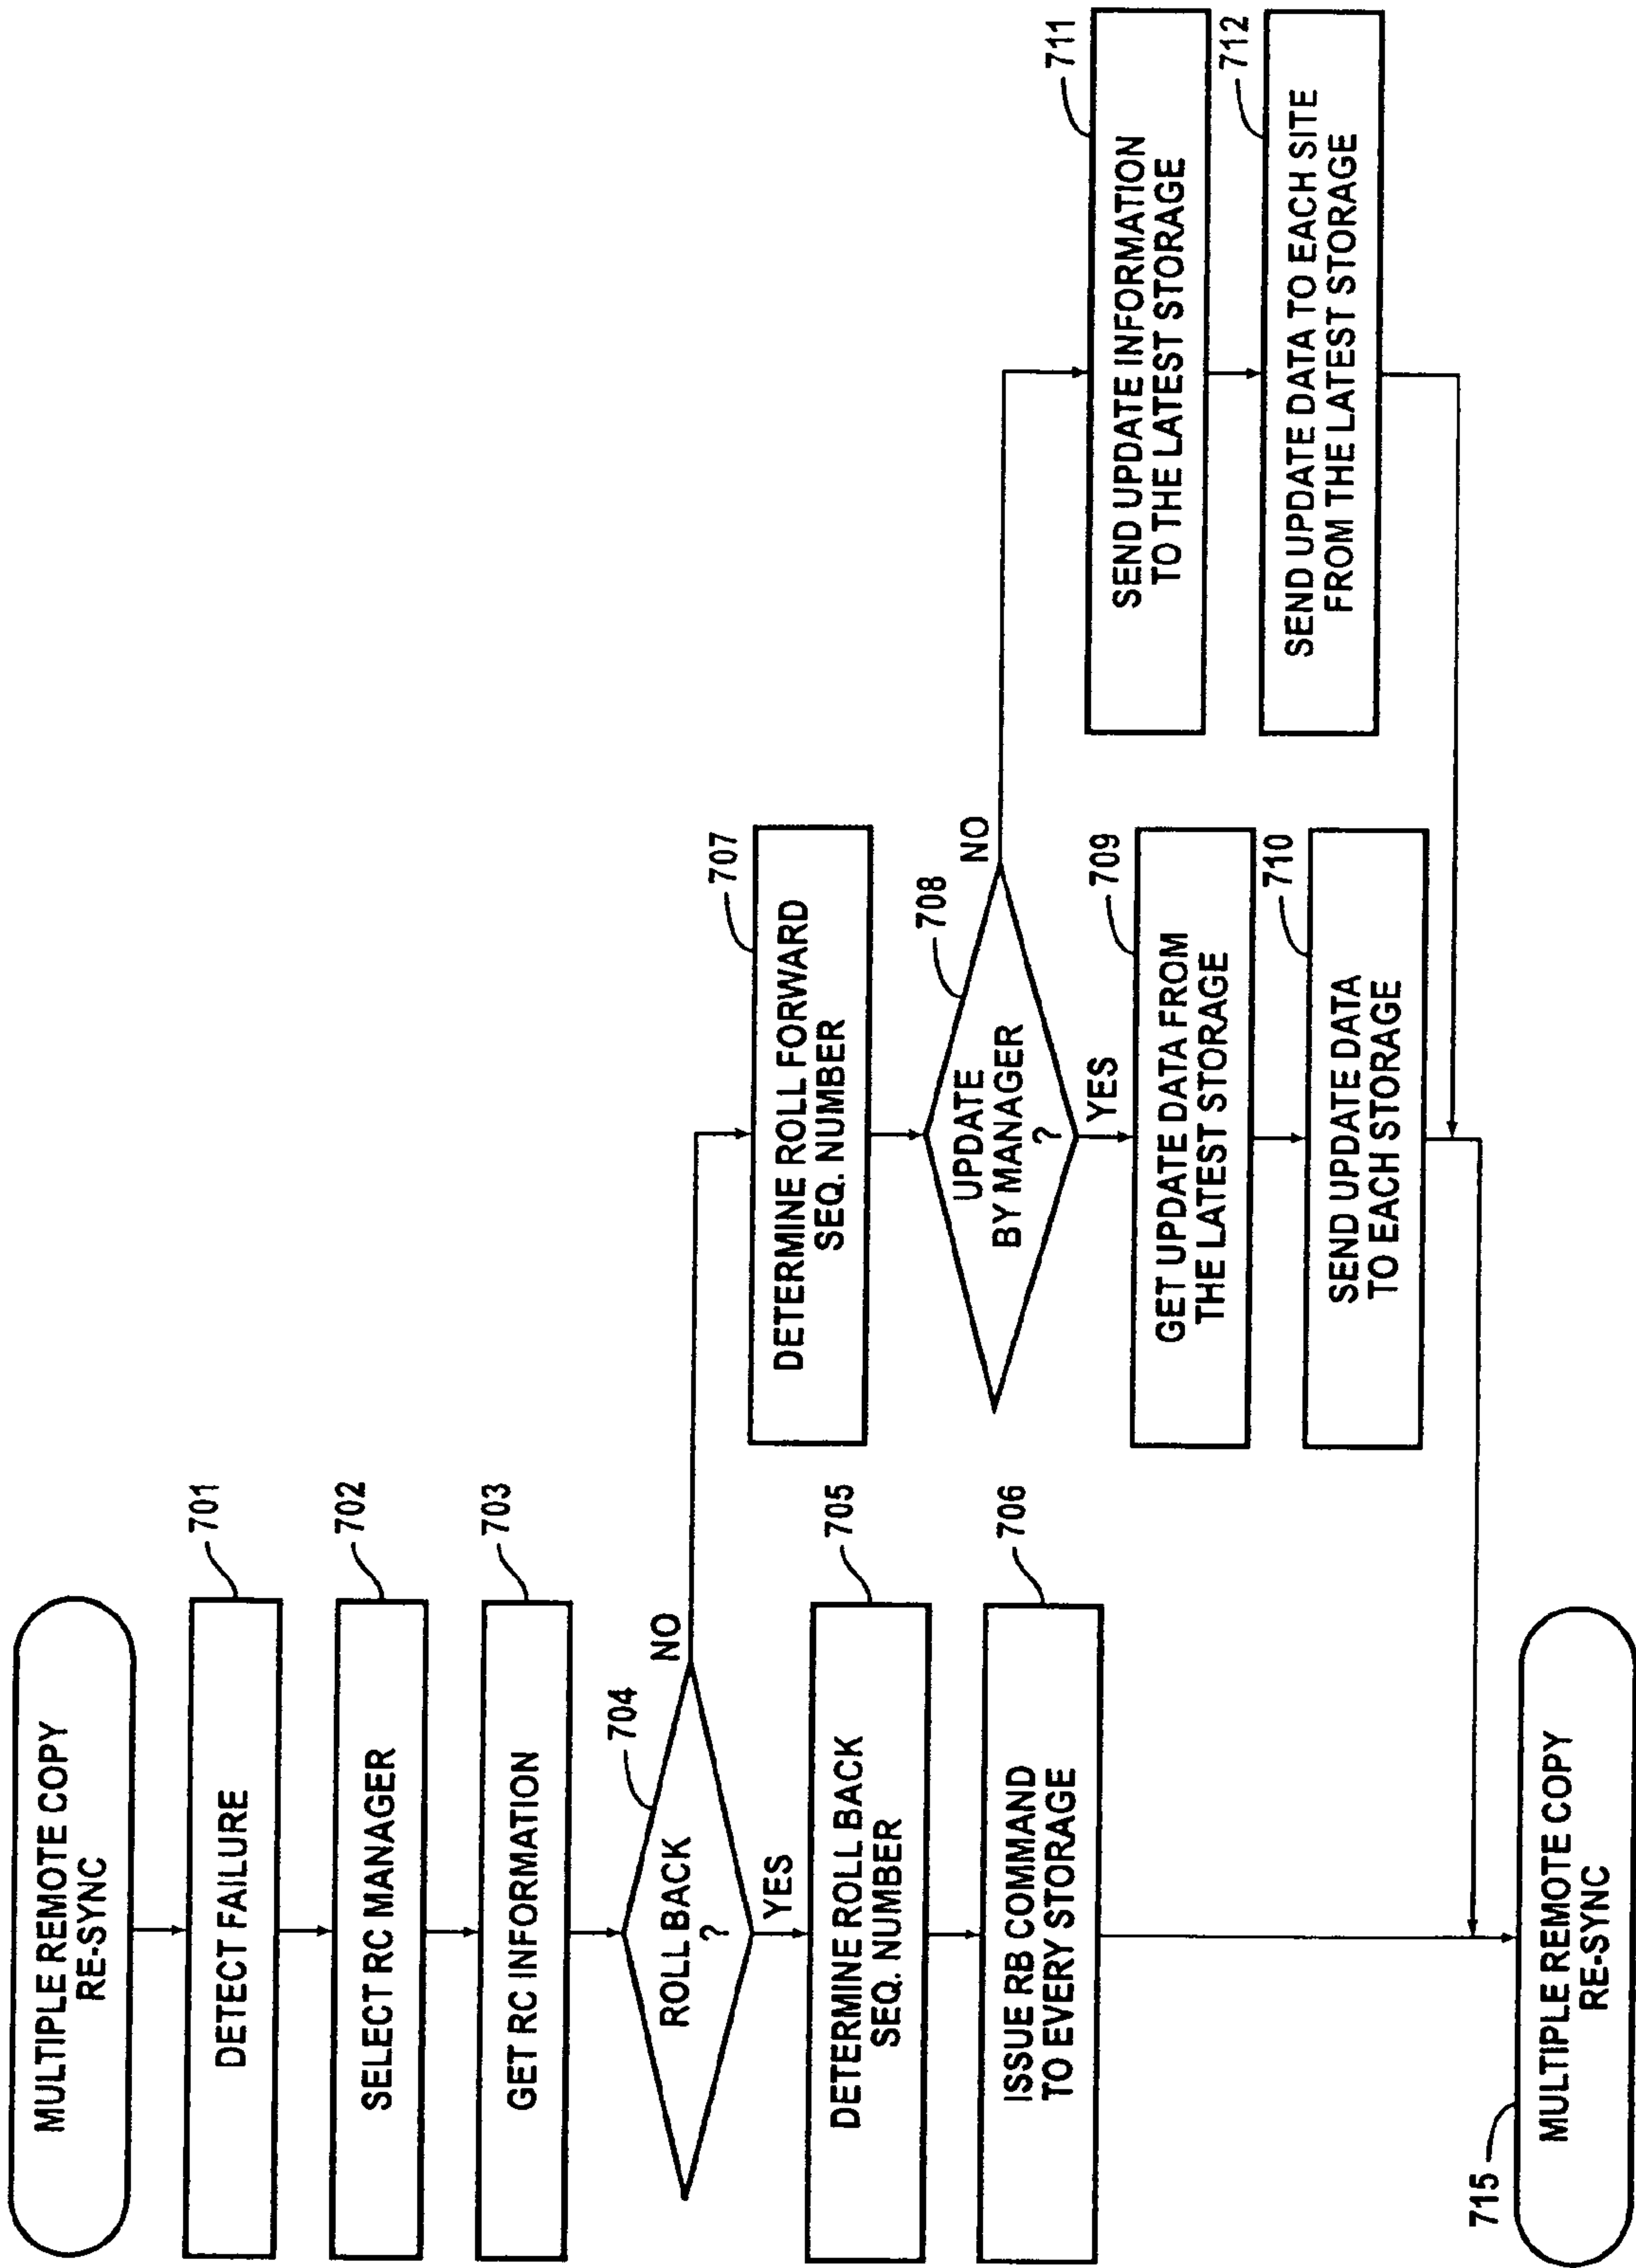 MULTIPLE REMOTE COPY
RE-SYNC
701
DETECT FAILURE
702
SELECT RC MANAGER
703
GET RC INFORMATION
704
ROLL BACK
?
NO
YES
705
DETERMINE ROLL BACK
SEQ. NUMBER
706
ISSUE RB COMMAND
TO EVERY STORAGE
707
DETERMINE ROLL FORWARD
SEQ. NUMBER
708
UPDATE
BY MANAGER
?
NO
YES
709
GET UPDATE DATA FROM
THE LATEST STORAGE
710
SEND UPDATE DATA
TO EACH STORAGE
711
SEND UPDATE INFORMATION
TO THE LATEST STORAGE
712
SEND UPDATE DATA TO EACH SITE
FROM THE LATEST STORAGE
715
MULTIPLE REMOTE COPY
RE-SYNC